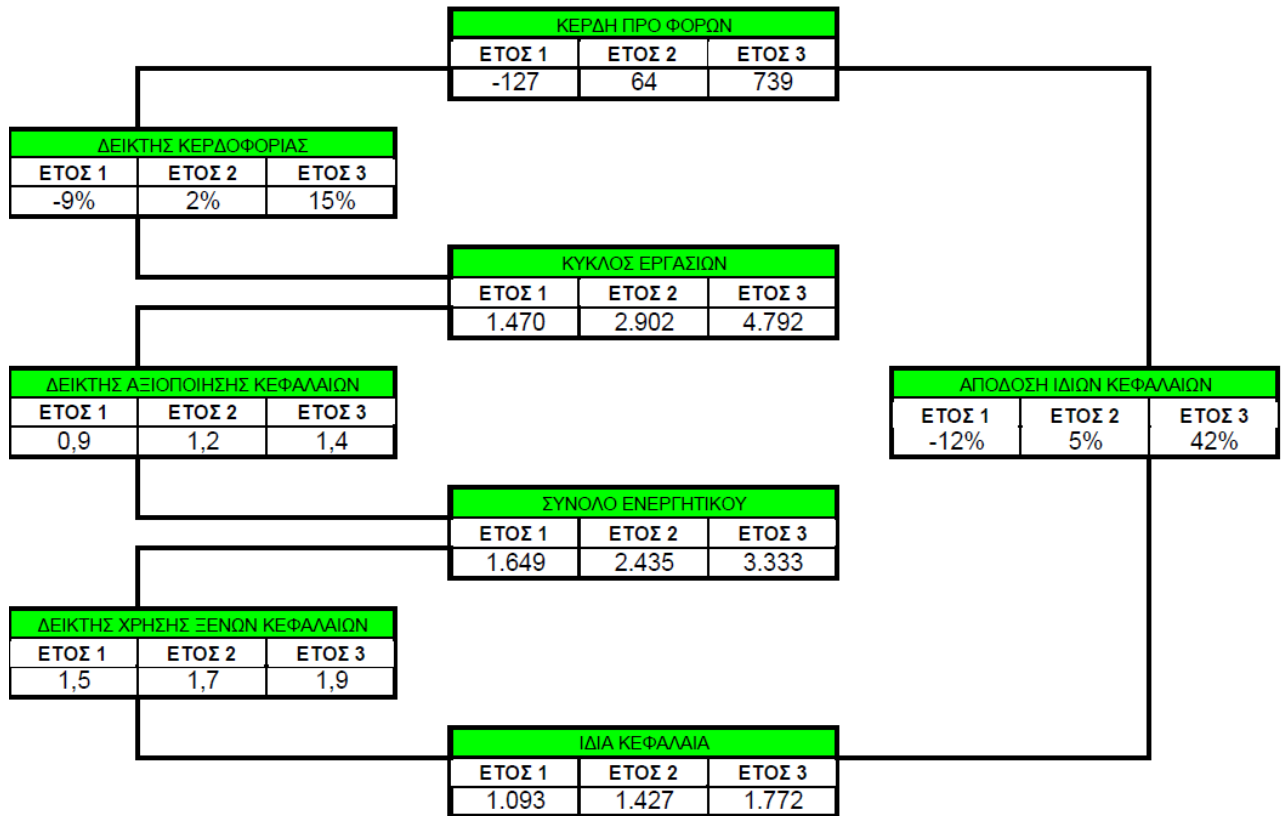 ΚΕΡΔΗ ΠΡΟ ΦΟΡΩΝ
ΕΤΟΣ 1 ΕΤΟΣ 2 ΕΤΟΣ 3
-127 64 739
ΔΕΙΚΤΗΣ ΚΕΡΔΟΦΟΡΙΑΣ
ΕΤΟΣ 1 ΕΤΟΣ 2 ΕΤΟΣ 3
-9% 2% 15%
ΚΥΚΛΟΣ ΕΡΓΑΣΙΩΝ
ΕΤΟΣ 1 ΕΤΟΣ 2 ΕΤΟΣ 3
1.470 2.902 4.792
ΔΕΙΚΤΗΣ ΑΞΙΟΠΟΙΗΣΗΣ ΚΕΦΑΛΑΙΩΝ
ΕΤΟΣ 1 ΕΤΟΣ 2 ΕΤΟΣ 3
0,9 1,2 1,4
ΑΠΟΔΟΣΗ ΙΔΙΩΝ ΚΕΦΑΛΑΙΩΝ
ΕΤΟΣ 1 ΕΤΟΣ 2 ΕΤΟΣ 3
-12% 5% 42%
ΣΥΝΟΛΟ ΕΝΕΡΓΗΤΙΚΟΥ
ΕΤΟΣ 1 ΕΤΟΣ 2 ΕΤΟΣ 3
1.649 2.435 3.333
ΔΕΙΚΤΗΣ ΧΡΗΣΗΣ ΞΕΝΩΝ ΚΕΦΑΛΑΙΩΝ
ΕΤΟΣ 1 ΕΤΟΣ 2 ΕΤΟΣ 3
1,5 1,7 1,9
ΙΔΙΑ ΚΕΦΑΛΑΙΑ
ΕΤΟΣ 1 ΕΤΟΣ 2 ΕΤΟΣ 3
1.093 1.427 1.772